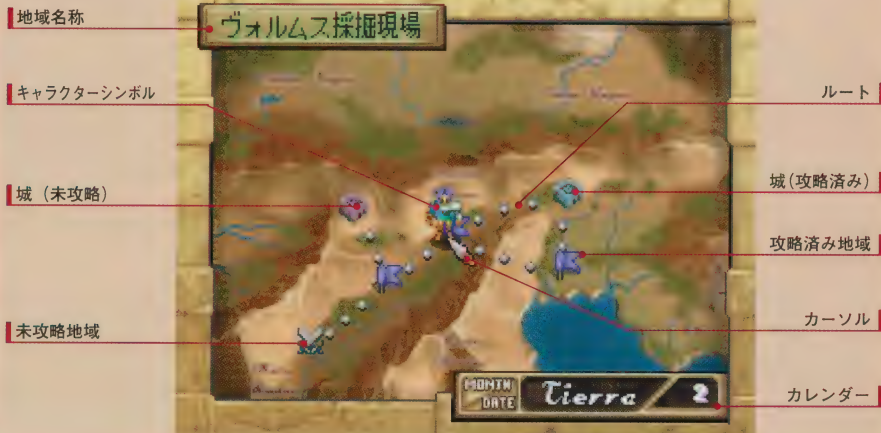 地域名称
ヴォルムス採掘現場
キャラクターシンボル
ルート
城(未攻略)
城(攻略済み)
攻略済み地域
カーソル
未攻略地域
カレンダー
MONTH
DATE
Tierra
2